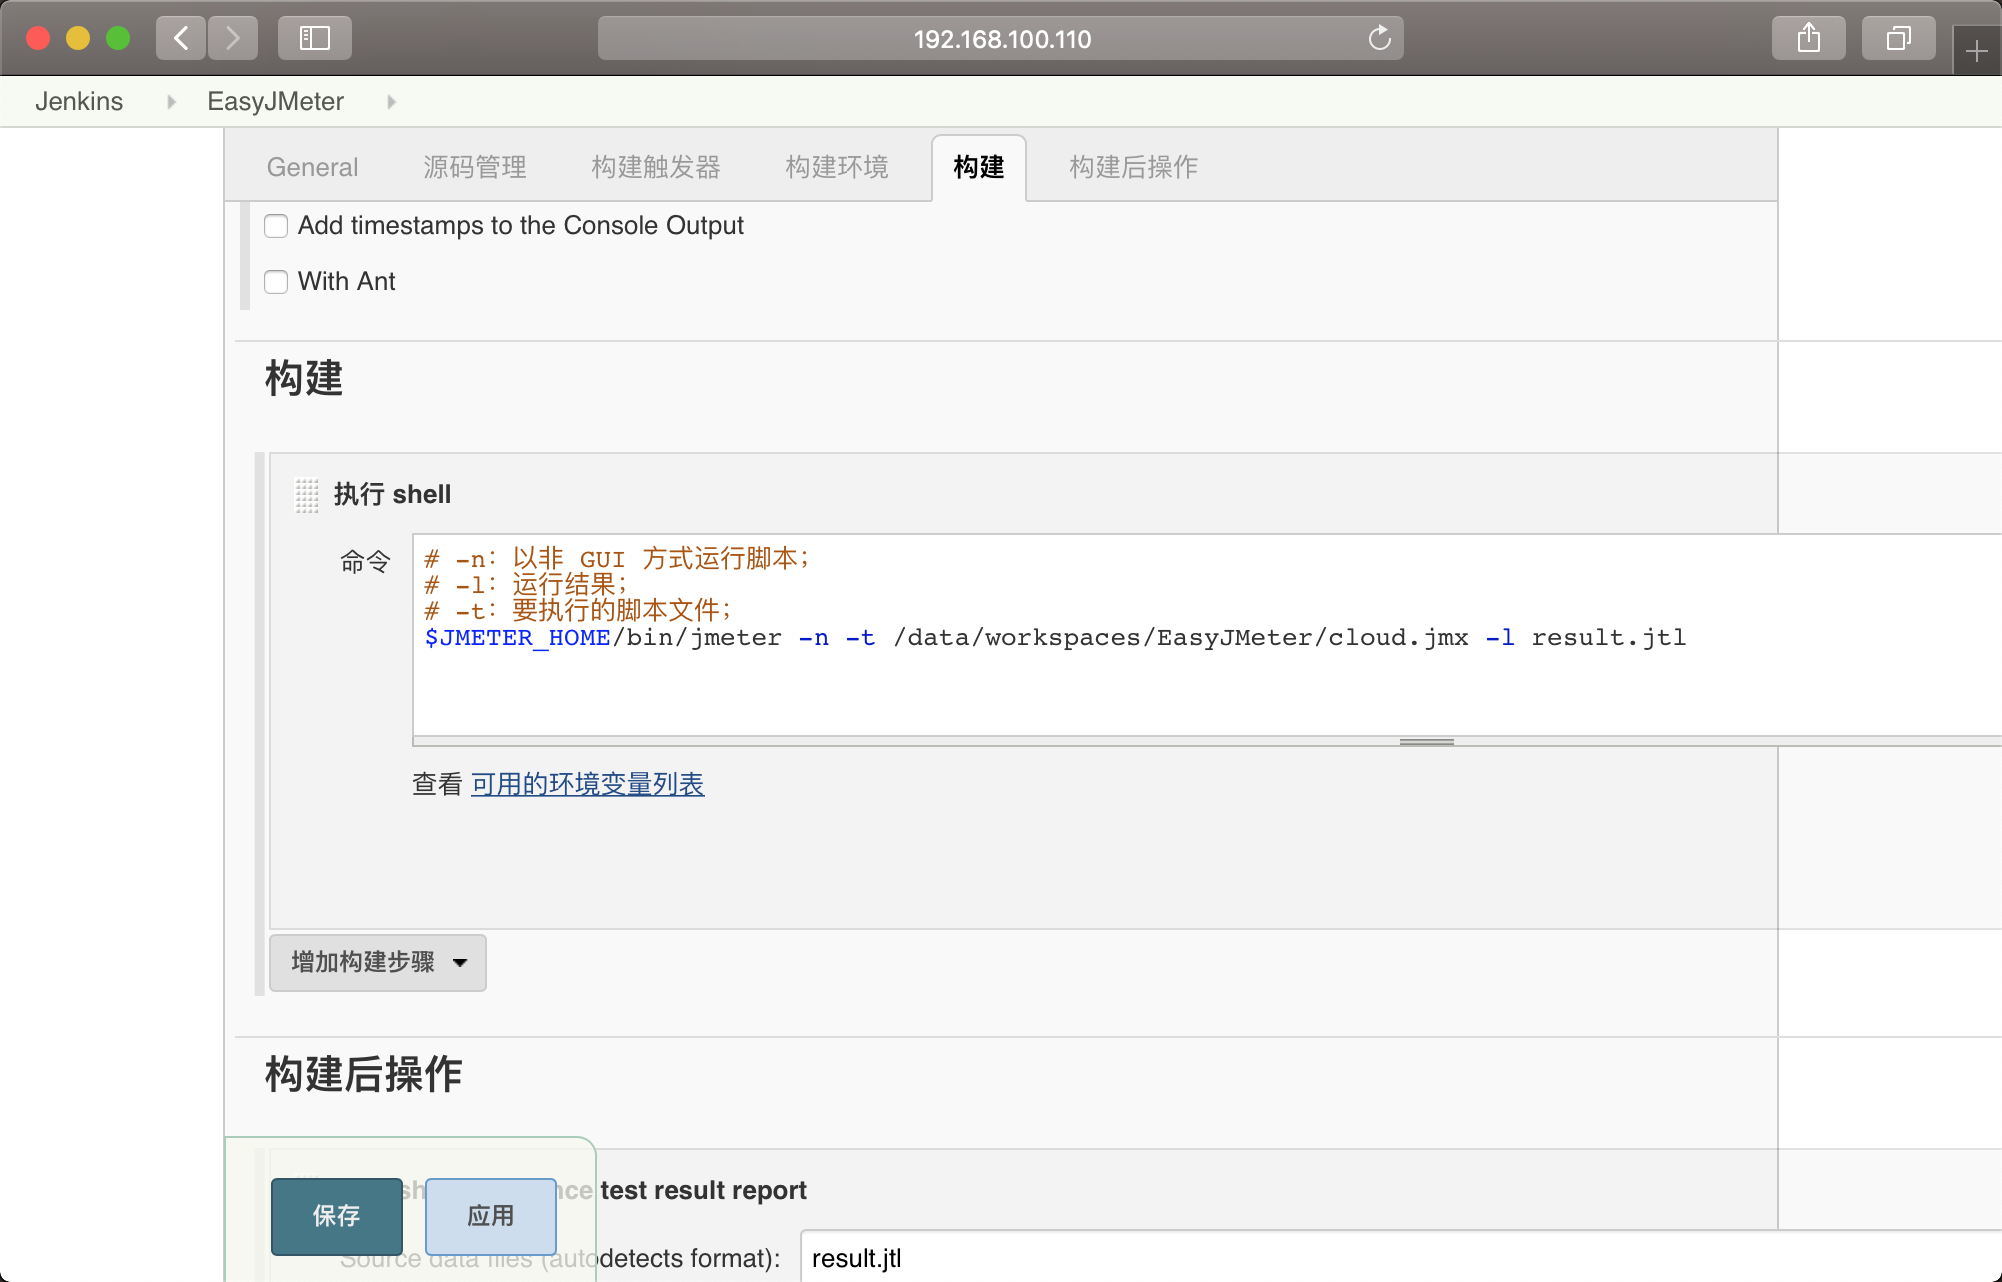 192.168.100.110
Jenkins EasyJMeter
General 源码管理 构建触发器 构建环境 构建 构建后操作
Add timestamps to the Console Output
With Ant
构建
执行 shell
命令
# -n: 以非 GUI 方式运行脚本;
# -l: 运行结果;
# -t: 要执行的脚本文件;
$JMETER_HOME/bin/jmeter -n -t /data/workspaces/EasyJMeter/cloud.jmx -l result.jtl
查看 可用的环境变量列表
增加构建步骤
构建后操作
test result report
保存 应用
Source data files (autodetects format): result.jtl